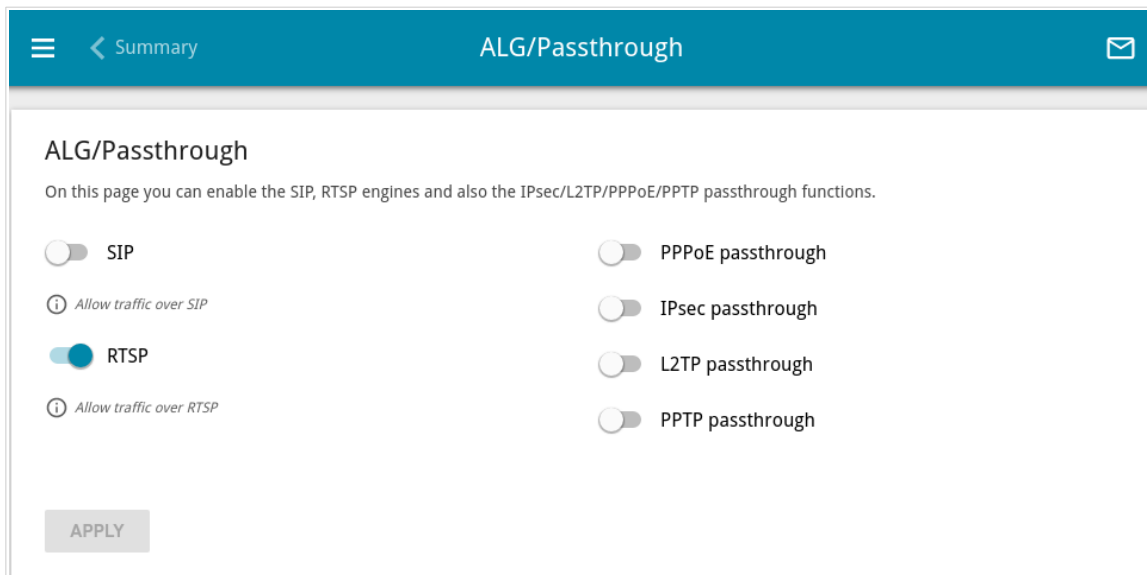 Summary
ALG/Passthrough
ALG/Passthrough
On this page you can enable the SIP, RTSP engines and also the IPsec/L2TP/PPPoE/PPTP passthrough functions.
SIP
Allow traffic over SIP
RTSP
Allow traffic over RTSP
PPPoE passthrough
IPsec passthrough
L2TP passthrough
PPTP passthrough
APPLY